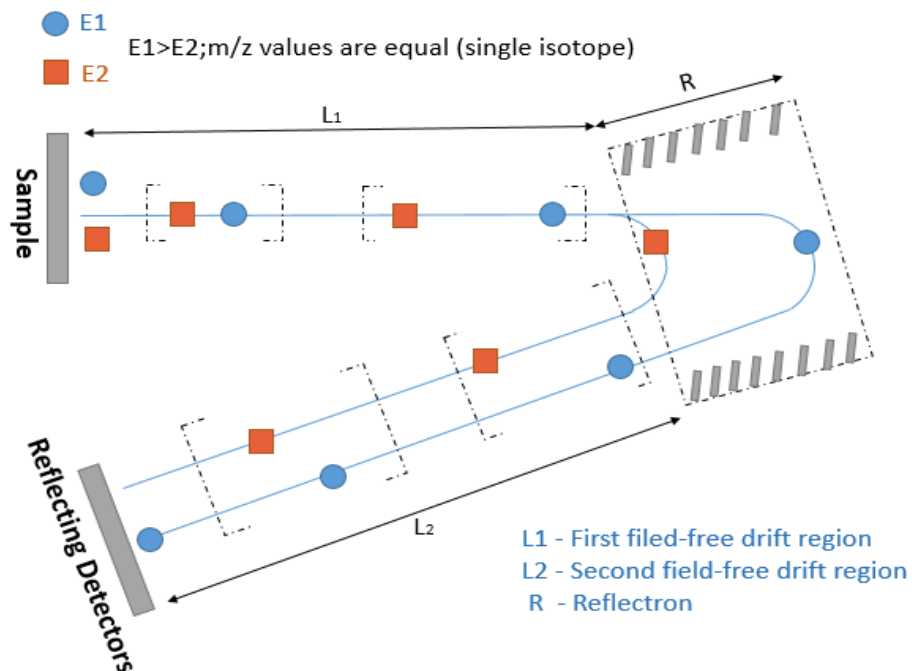 E1
E1>E2;m/z values are equal (single isotope)
E2
L1
R
Sample
L2
Reflecting Detectors
L1 - First filed-free drift region
L2 - Second field-free drift region
R - Reflectron